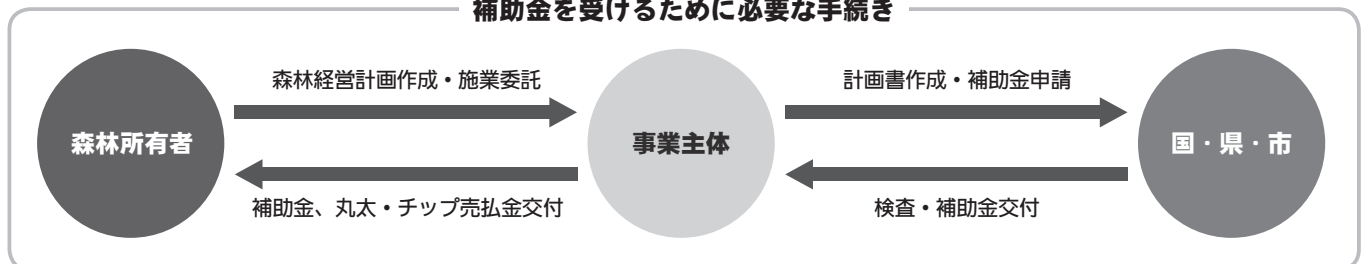 補助金を受けるために必要な手続き
森林経営計画作成・施業委託
計画書作成・補助金申請
森林所有者
事業主体
国・県・市
補助金、丸太・チップ売払金交付
検査・補助金交付